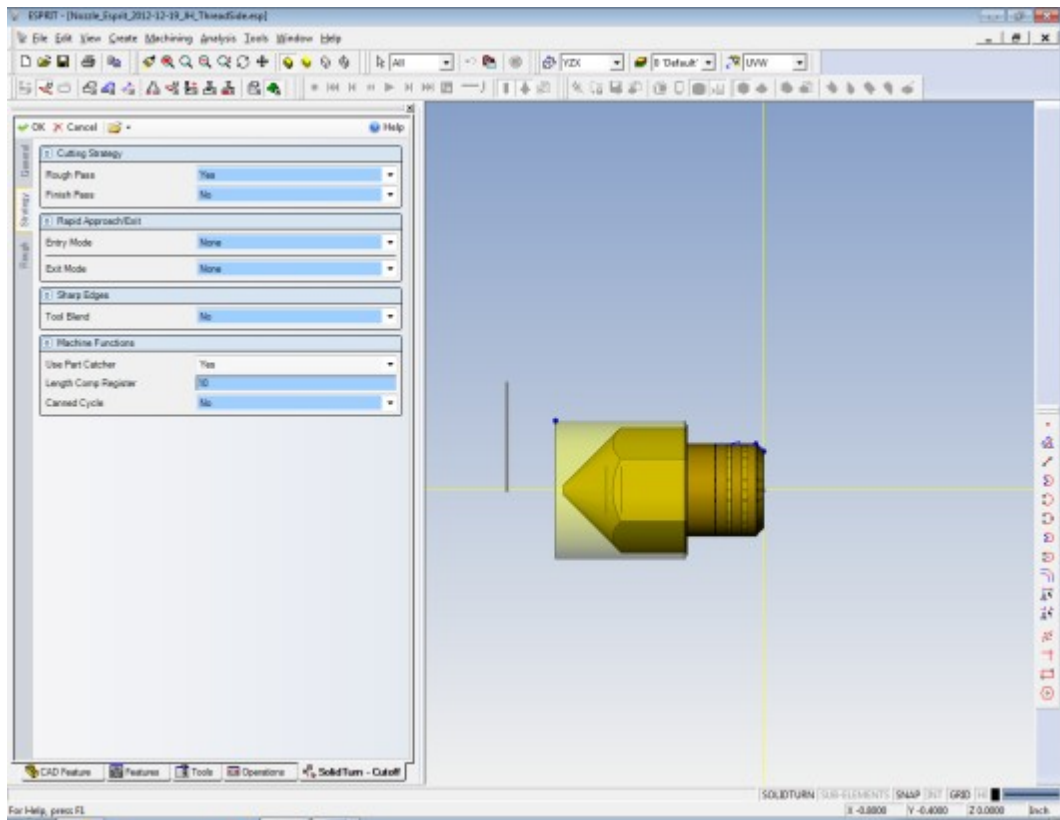 ESPRIT - [Nozzle_Esprit_2012-12-19_JH_ThreadSide.esp]
File Edit View Create Machining Analysis Tools Window Help
All YZX 0 'Default' UVW
OK Cancel Help
General
Strategy
Rough
Cutting Strategy
Rough Pass Yes
Finish Pass No
Rapid Approach/Exit
Entry Mode None
Exit Mode None
Sharp Edges
Tool Blend No
Machine Functions
Use Part Catcher Yes
Length Comp Register 10
Canned Cycle No
CAD Feature Features Tools Operations SolidTurn - Cutoff
SOLIDTURN SUB-ELEMENTS SNAP INT GRID HI
For Help, press F1 X -0.8000 Y -0.4000 Z 0.0000 Inch